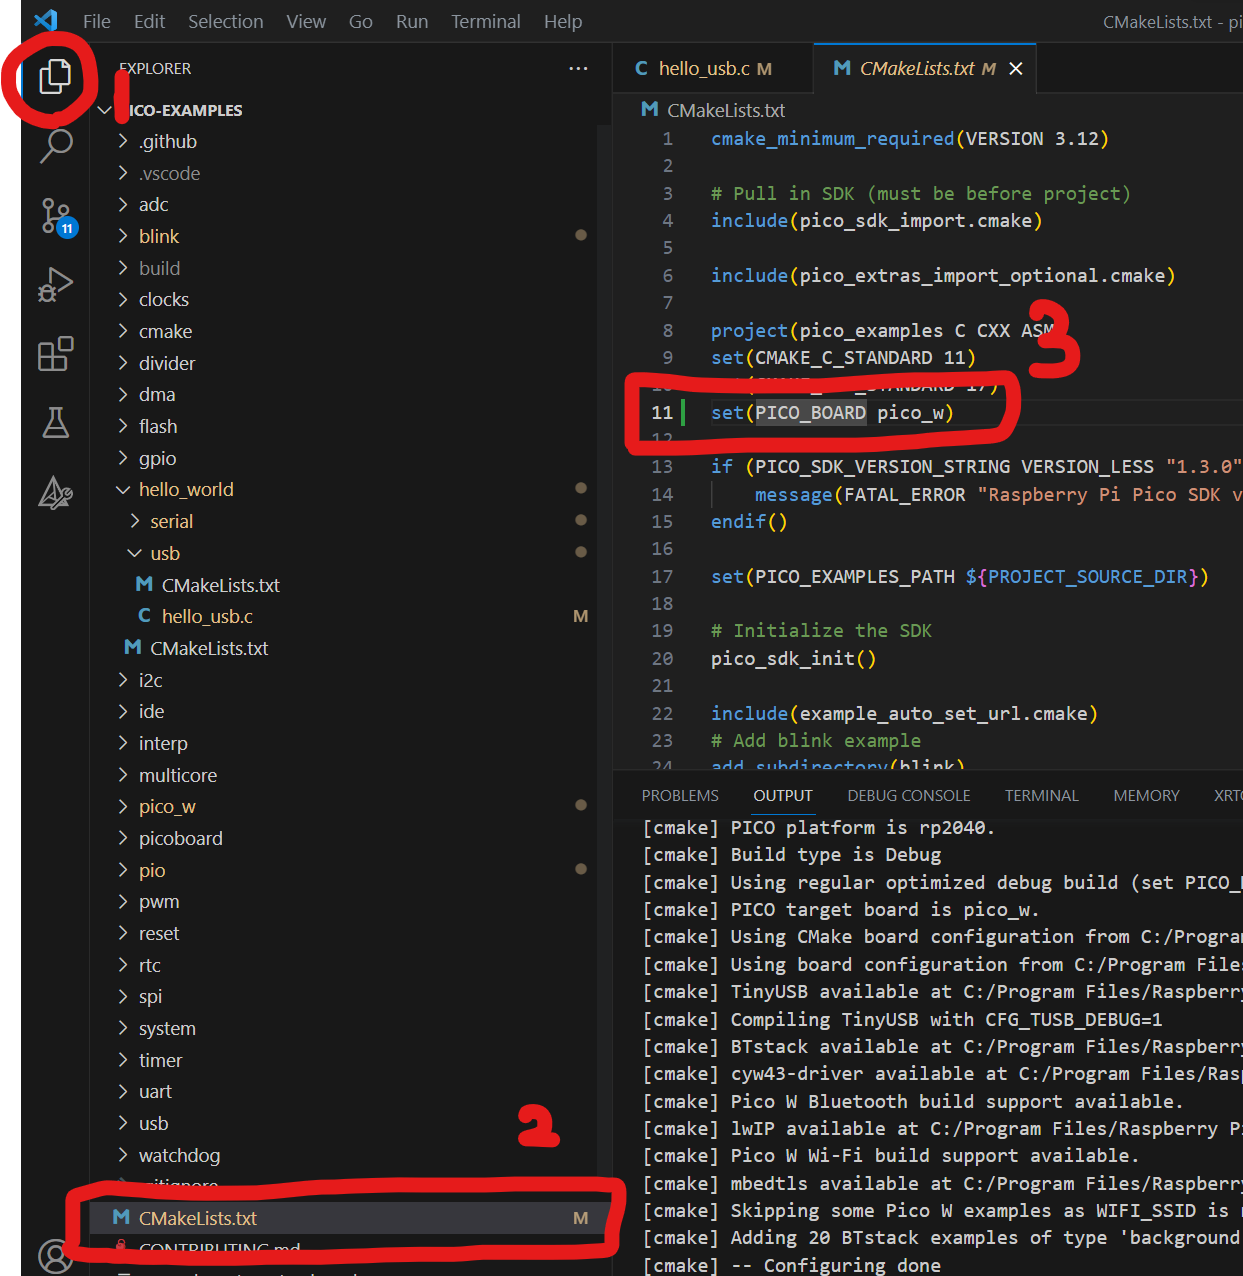 File Edit Selection View Go Run Terminal Help CMakeLists.txt - pi
EXPLORER ...
hello_usb.c M CMakeLists.txt M
1
ICO-EXAMPLES
.github
.vscode
adc
11
blink
build
clocks
cmake
divider
dma
flash
gpio
hello_world
serial
usb
M CMakeLists.txt
C hello_usb.c M
M CMakeLists.txt
i2c
ide
interp
multicore
pico_w
picoboard
pio
pwm
reset
rtc
spi
system
timer
uart
usb
watchdog
.gitignore
2
M CMakeLists.txt M
CONTRIBUTING.md
M CMakeLists.txt
1 cmake_minimum_required(VERSION 3.12)
2
3 # Pull in SDK (must be before project)
4 include(pico_sdk_import.cmake)
5
6 include(pico_extras_import_optional.cmake)
7
8 project(pico_examples C CXX ASM
3
9 set(CMAKE_C_STANDARD 11)
10 STANDARD 17)
11 set(PICO_BOARD pico_w)
12
13 if (PICO_SDK_VERSION_STRING VERSION_LESS "1.3.0"
14 message(FATAL_ERROR "Raspberry Pi Pico SDK v
15 endif()
16
17 set(PICO_EXAMPLES_PATH ${PROJECT_SOURCE_DIR})
18
19 # Initialize the SDK
20 pico_sdk_init()
21
22 include(example_auto_set_url.cmake)
23 # Add blink example
24 add_subdirectory(blink)
PROBLEMS OUTPUT DEBUG CONSOLE TERMINAL MEMORY XRTO
[cmake] PICO platform is rp2040.
[cmake] Build type is Debug
[cmake] Using regular optimized debug build (set PICO_
[cmake] PICO target board is pico_w.
[cmake] Using CMake board configuration from C:/Progra
[cmake] Using board configuration from C:/Program Files
[cmake] TinyUSB available at C:/Program Files/Raspberry
[cmake] Compiling TinyUSB with CFG_TUSB_DEBUG=1
[cmake] BTstack available at C:/Program Files/Raspberry
[cmake] cyw43-driver available at C:/Program Files/Rasp
[cmake] Pico W Bluetooth build support available.
[cmake] lwIP available at C:/Program Files/Raspberry Pi
[cmake] Pico W Wi-Fi build support available.
[cmake] mbedtls available at C:/Program Files/Raspberry
[cmake] Skipping some Pico W examples as WIFI_SSID is
[cmake] Adding 20 BTstack examples of type 'background
[cmake] -- Configuring done